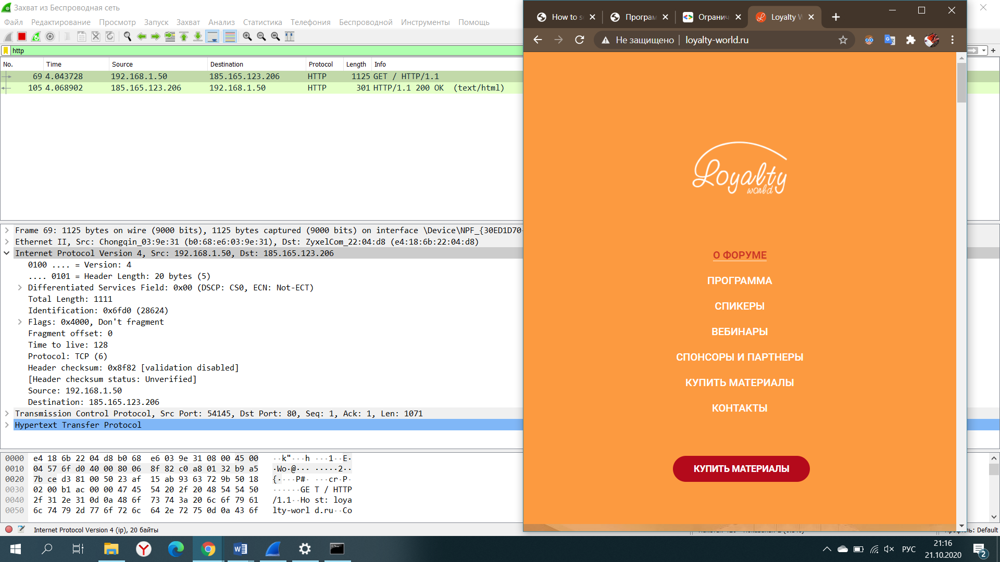 Захват из Беспроводная сеть
Файл Редактирование Просмотр Запуск Захват Анализ Статистика Телефония Беспроводной Инструменты Помощь
http
No. Time Source Destination Protocol Length Info
69 4.043728 192.168.1.50 185.165.123.206 HTTP 1125 GET / HTTP/1.1
105 4.068902 185.165.123.206 192.168.1.50 HTTP 301 HTTP/1.1 200 OK (text/html)
Frame 69: 1125 bytes on wire (9000 bits), 1125 bytes captured (9000 bits) on interface \Device\NPF_{30ED1D70-
Ethernet II, Src: Chongqin_03:9e:31 (b0:68:e6:03:9e:31), Dst: ZyxelCom_22:04:d8 (e4:18:6b:22:04:d8)
Internet Protocol Version 4, Src: 192.168.1.50, Dst: 185.165.123.206
0100 .... = Version: 4
.... 0101 = Header Length: 20 bytes (5)
Differentiated Services Field: 0x00 (DSCP: CS0, ECN: Not-ECT)
Total Length: 1111
Identification: 0x6fd0 (28624)
Flags: 0x4000, Don't fragment
Fragment offset: 0
Time to live: 128
Protocol: TCP (6)
Header checksum: 0x8f82 [validation disabled]
[Header checksum status: Unverified]
Source: 192.168.1.50
Destination: 185.165.123.206
Transmission Control Protocol, Src Port: 54145, Dst Port: 80, Seq: 1, Ack: 1, Len: 1071
Hypertext Transfer Protocol
0000 e4 18 6b 22 04 d8 b0 68 e6 03 9e 31 08 00 45 00 ··k"···h ···1··E·
0010 04 57 6f d0 40 00 80 06 8f 82 c0 a8 01 32 b9 a5 ·Wo·@··· ·····2··
0020 7b ce d3 81 00 50 23 af 15 ab 93 63 72 9b 50 18 {····P#· ···cr·P·
0030 02 00 b1 ac 00 00 47 45 54 20 2f 20 48 54 54 50 ······GE T / HTTP
0040 2f 31 2e 31 0d 0a 48 6f 73 74 3a 20 6c 6f 79 61 /1.1··Ho st: loya
0050 6c 74 79 2d 77 6f 72 6c 64 2e 72 75 0d 0a 43 6f lty-worl d.ru··Co
Internet Protocol Version 4 (ip), 20 байты
Default
How to s
Програм
Огранич
Loyalty W
Не защищено loyalty-world.ru
Loyalty
world
О ФОРУМЕ
ПРОГРАММА
СПИКЕРЫ
ВЕБИНАРЫ
СПОНСОРЫ И ПАРТНЕРЫ
КУПИТЬ МАТЕРИАЛЫ
КОНТАКТЫ
КУПИТЬ МАТЕРИАЛЫ
РУС
21:16
21.10.2020
2